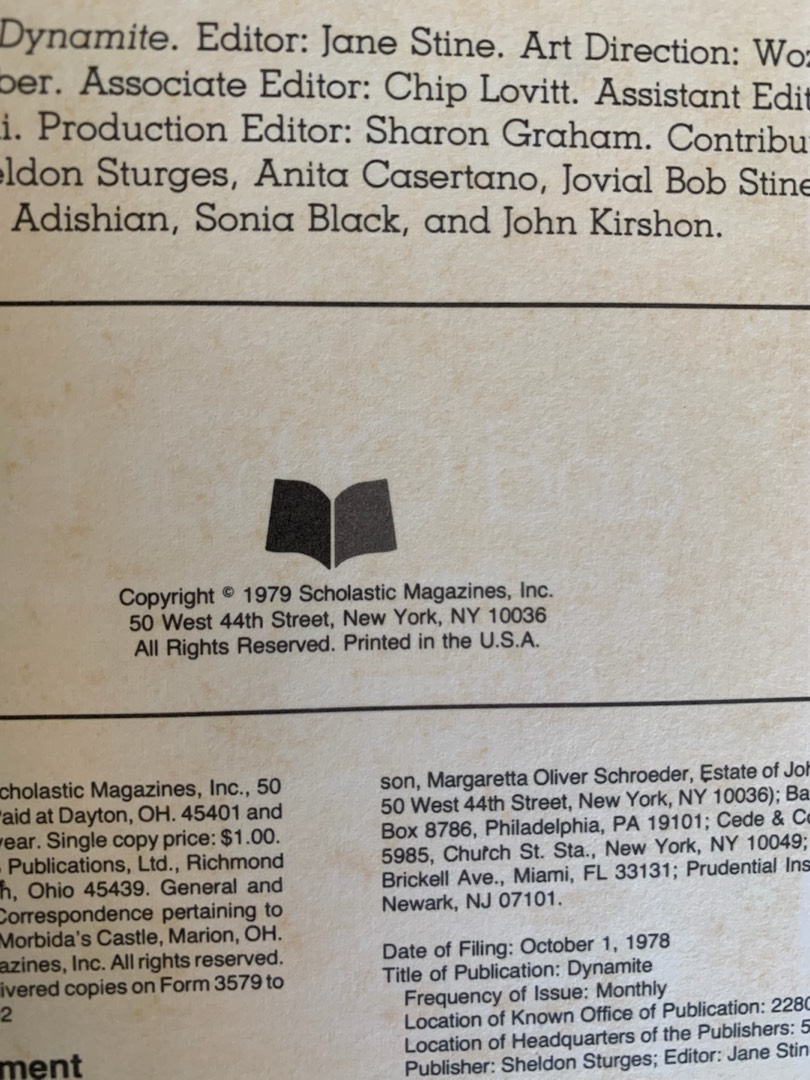 Dynamite. Editor: Jane Stine. Art Direction: Woz
ber. Associate Editor: Chip Lovitt. Assistant Edit
i. Production Editor: Sharon Graham. Contribu
eldon Sturges, Anita Casertano, Jovial Bob Stine
Adishian, Sonia Black, and John Kirshon.
Copyright © 1979 Scholastic Magazines, Inc.
50 West 44th Street, New York, NY 10036
All Rights Reserved. Printed in the U.S.A.
cholastic Magazines, Inc., 50
aid at Dayton, OH. 45401 and
year. Single copy price: $1.00.
Publications, Ltd., Richmond
h, Ohio 45439. General and
Correspondence pertaining to
Morbida's Castle, Marion, OH.
azines, Inc. All rights reserved.
ivered copies on Form 3579 to
2
ment
son, Margaretta Oliver Schroeder, Estate of Joh
50 West 44th Street, New York, NY 10036); Ba
Box 8786, Philadelphia, PA 19101; Cede & Co
5985, Church St. Sta., New York, NY 10049;
Brickell Ave., Miami, FL 33131; Prudential Ins
Newark, NJ 07101.
Date of Filing: October 1, 1978
Title of Publication: Dynamite
Frequency of Issue: Monthly
Location of Known Office of Publication: 2280
Location of Headquarters of the Publishers: 5
Publisher: Sheldon Sturges; Editor: Jane Stin